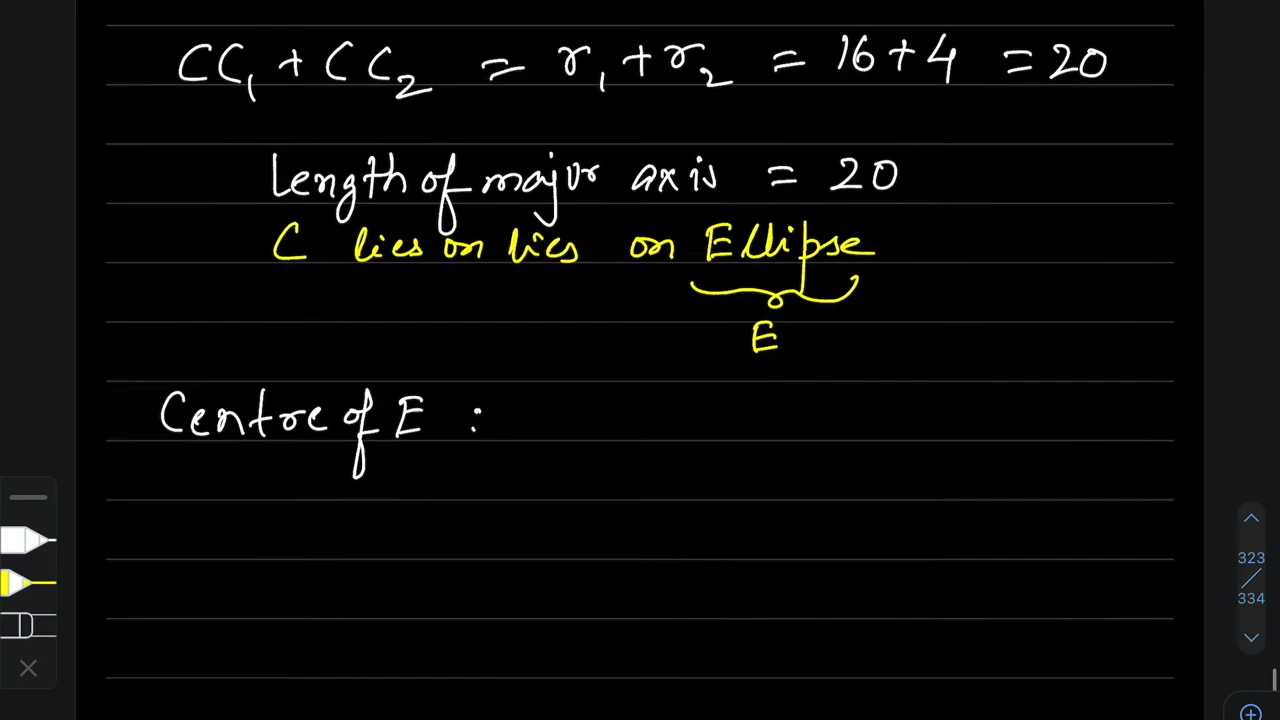 CC₁ + CC₂ = r₁ + r₂ = 16 + 4 = 20
Length of major axis = 20
C lies on lies on Ellipse
E
Centre of E :
323
334